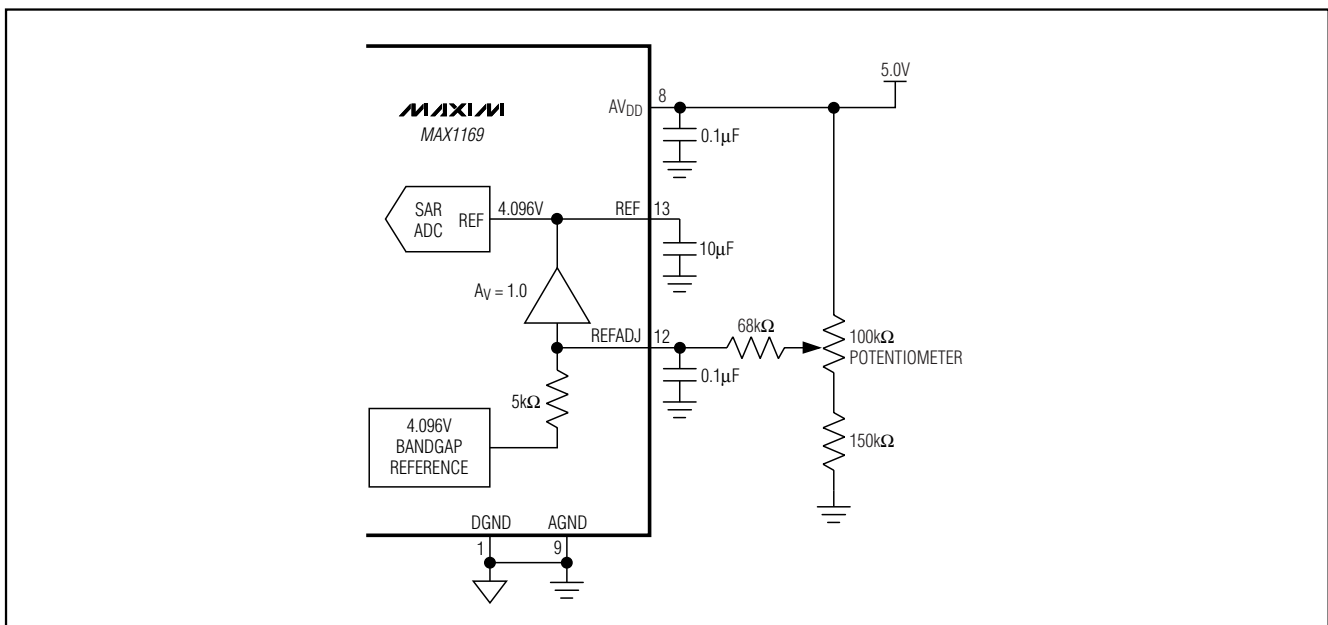 5.0V
AVDD 8
MAXIM
MAX1169
0.1µF
SAR
ADC
REF
4.096V
REF 13
10µF
AV = 1.0
REFADJ 12
68kΩ
100kΩ
POTENTIOMETER
0.1µF
5kΩ
4.096V
BANDGAP
REFERENCE
150kΩ
DGND AGND
1 9